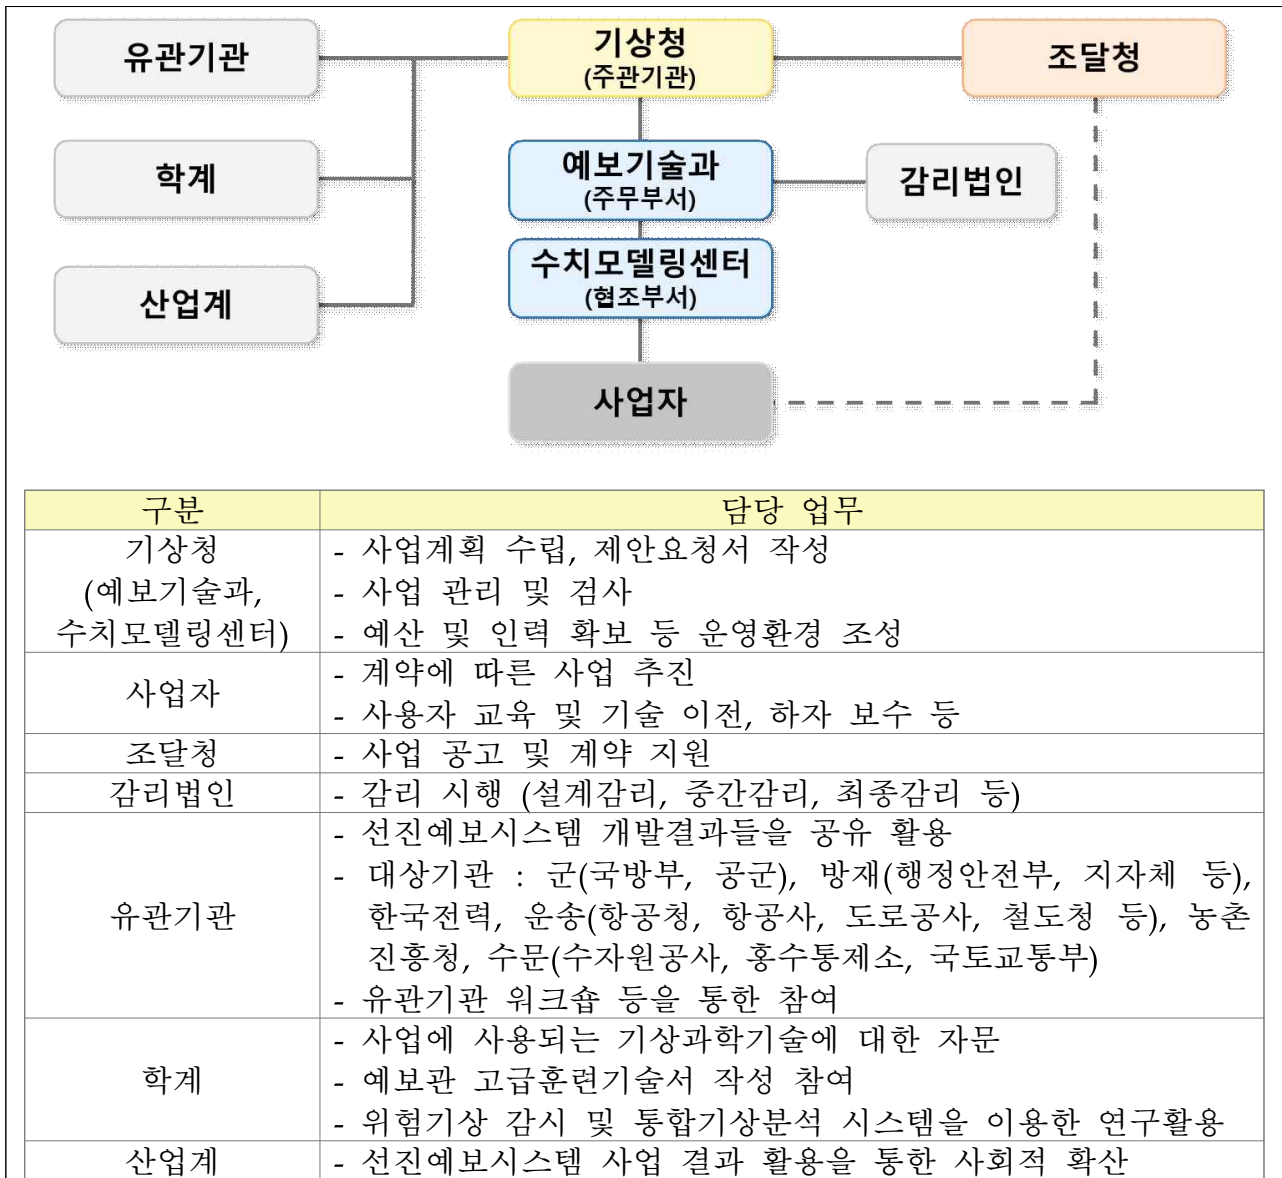 유관기관
기상청
(주관기관)
조달청
학계
예보기술과
(주무부서)
감리법인
산업계
수치모델링센터
(협조부서)
사업자
구분 담당 업무
기상청
(예보기술과,
수치모델링센터)
- 사업계획 수립, 제안요청서 작성
- 사업 관리 및 검사
- 예산 및 인력 확보 등 운영환경 조성
사업자
- 계약에 따른 사업 추진
- 사용자 교육 및 기술 이전, 하자 보수 등
조달청 - 사업 공고 및 계약 지원
감리법인 - 감리 시행 (설계감리, 중간감리, 최종감리 등)
유관기관
- 선진예보시스템 개발결과들을 공유 활용
- 대상기관 : 군(국방부, 공군), 방재(행정안전부, 지자체 등),
한국전력, 운송(항공청, 항공사, 도로공사, 철도청 등), 농촌
진흥청, 수문(수자원공사, 홍수통제소, 국토교통부)
- 유관기관 워크숍 등을 통한 참여
학계
- 사업에 사용되는 기상과학기술에 대한 자문
- 예보관 고급훈련기술서 작성 참여
- 위험기상 감시 및 통합기상분석 시스템을 이용한 연구활용
산업계 - 선진예보시스템 사업 결과 활용을 통한 사회적 확산